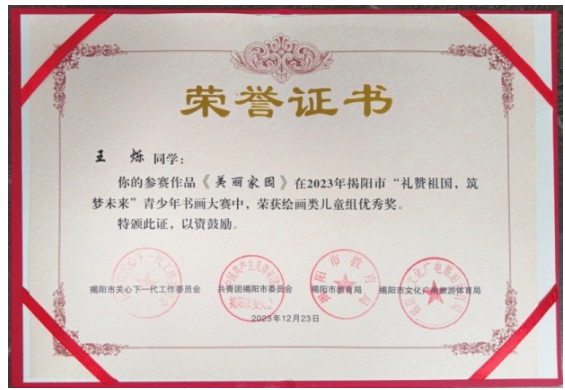 荣誉证书
王 烁 同学：
你的参赛作品《美丽家园》在2023年揭阳市“礼赞祖国，筑
梦未来”青少年书画大赛中，荣获绘画类儿童组优秀奖。
特颁此证，以资鼓励。
揭阳市关心下一代工作委员会 共青团揭阳市委员会 揭阳市教育局 揭阳市文化广电旅游体育局
2023年12月23日